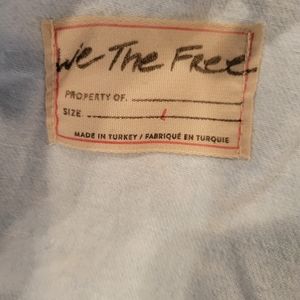 We The Free
PROPERTY OF
SIZE L
MADE IN TURKEY / FABRIQUÉ EN TURQUIE